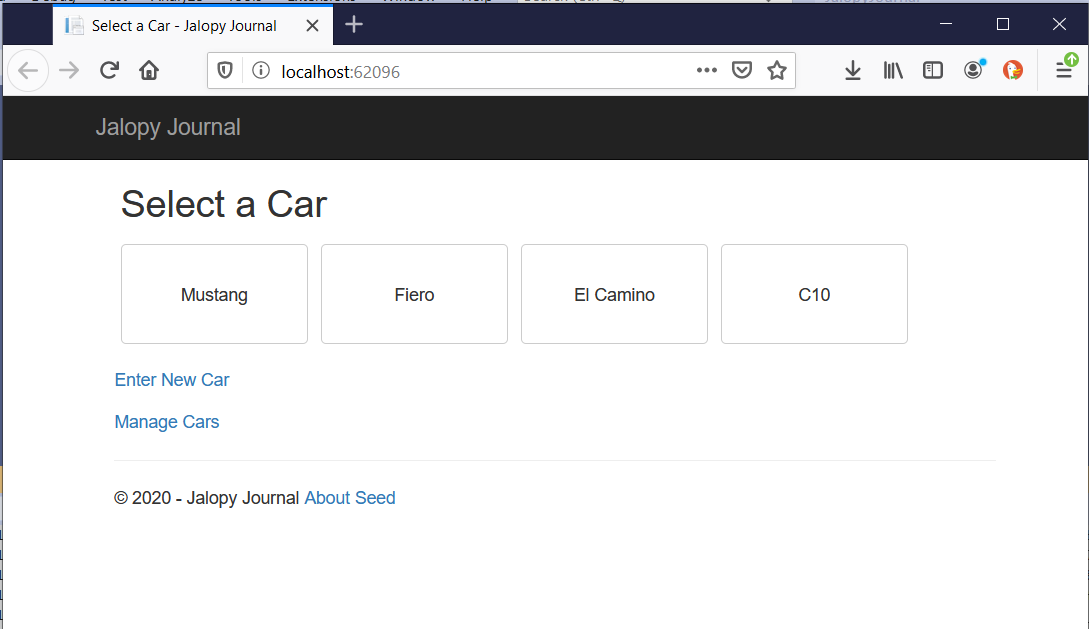 Select a Car - Jalopy Journal
localhost:62096
Jalopy Journal
Select a Car
Mustang
Fiero
El Camino
C10
Enter New Car
Manage Cars
© 2020 - Jalopy Journal About Seed